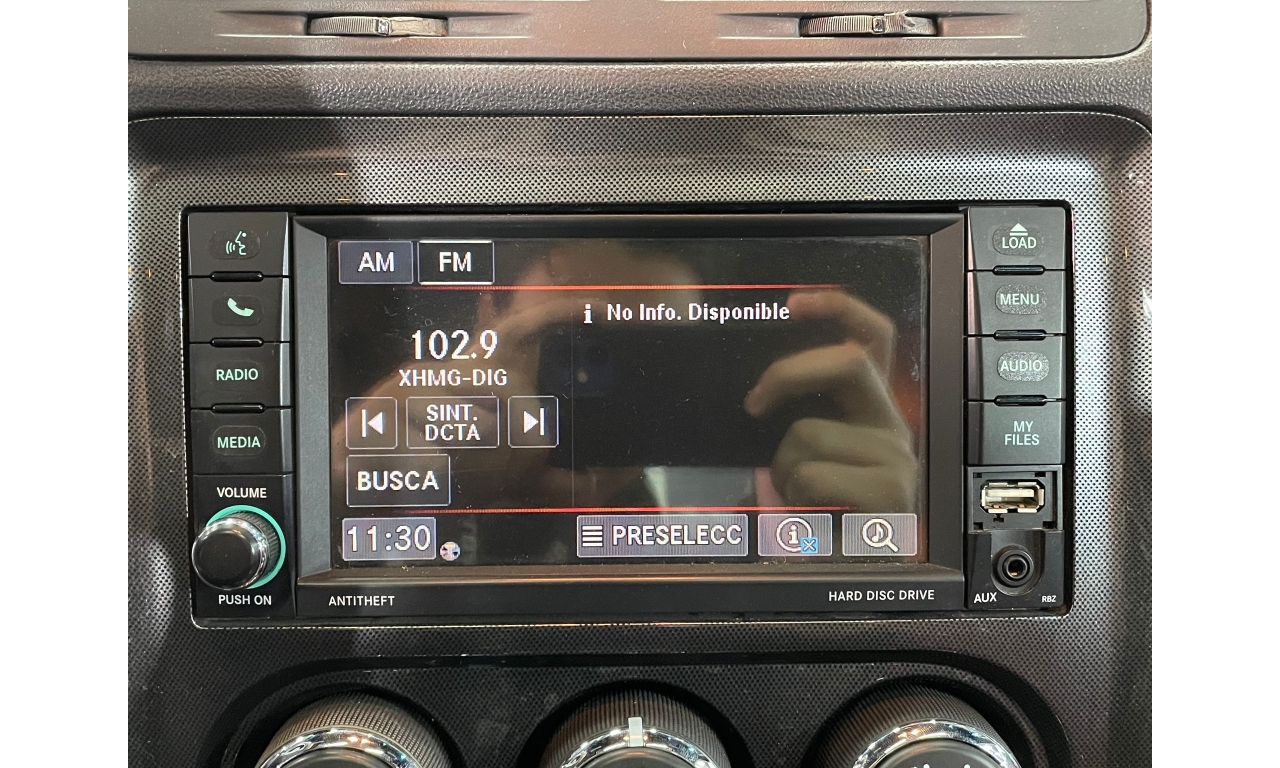 AM FM
LOAD
MENU
i No Info. Disponible
102.9
XHMG-DIG
RADIO
AUDIO
SINT.
DCTA
MEDIA
MY
FILES
BUSCA
VOLUME
11:30
PRESELECC
i
PUSH ON
ANTITHEFT
HARD DISC DRIVE
AUX
RBZ